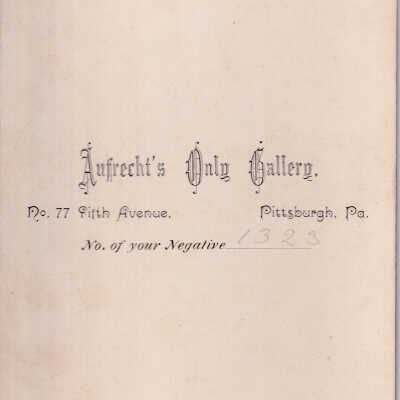 Aufrecht's Only Gallery.
No. 77 Fifth Avenue, Pittsburgh, Pa.
No. of your Negative 1323